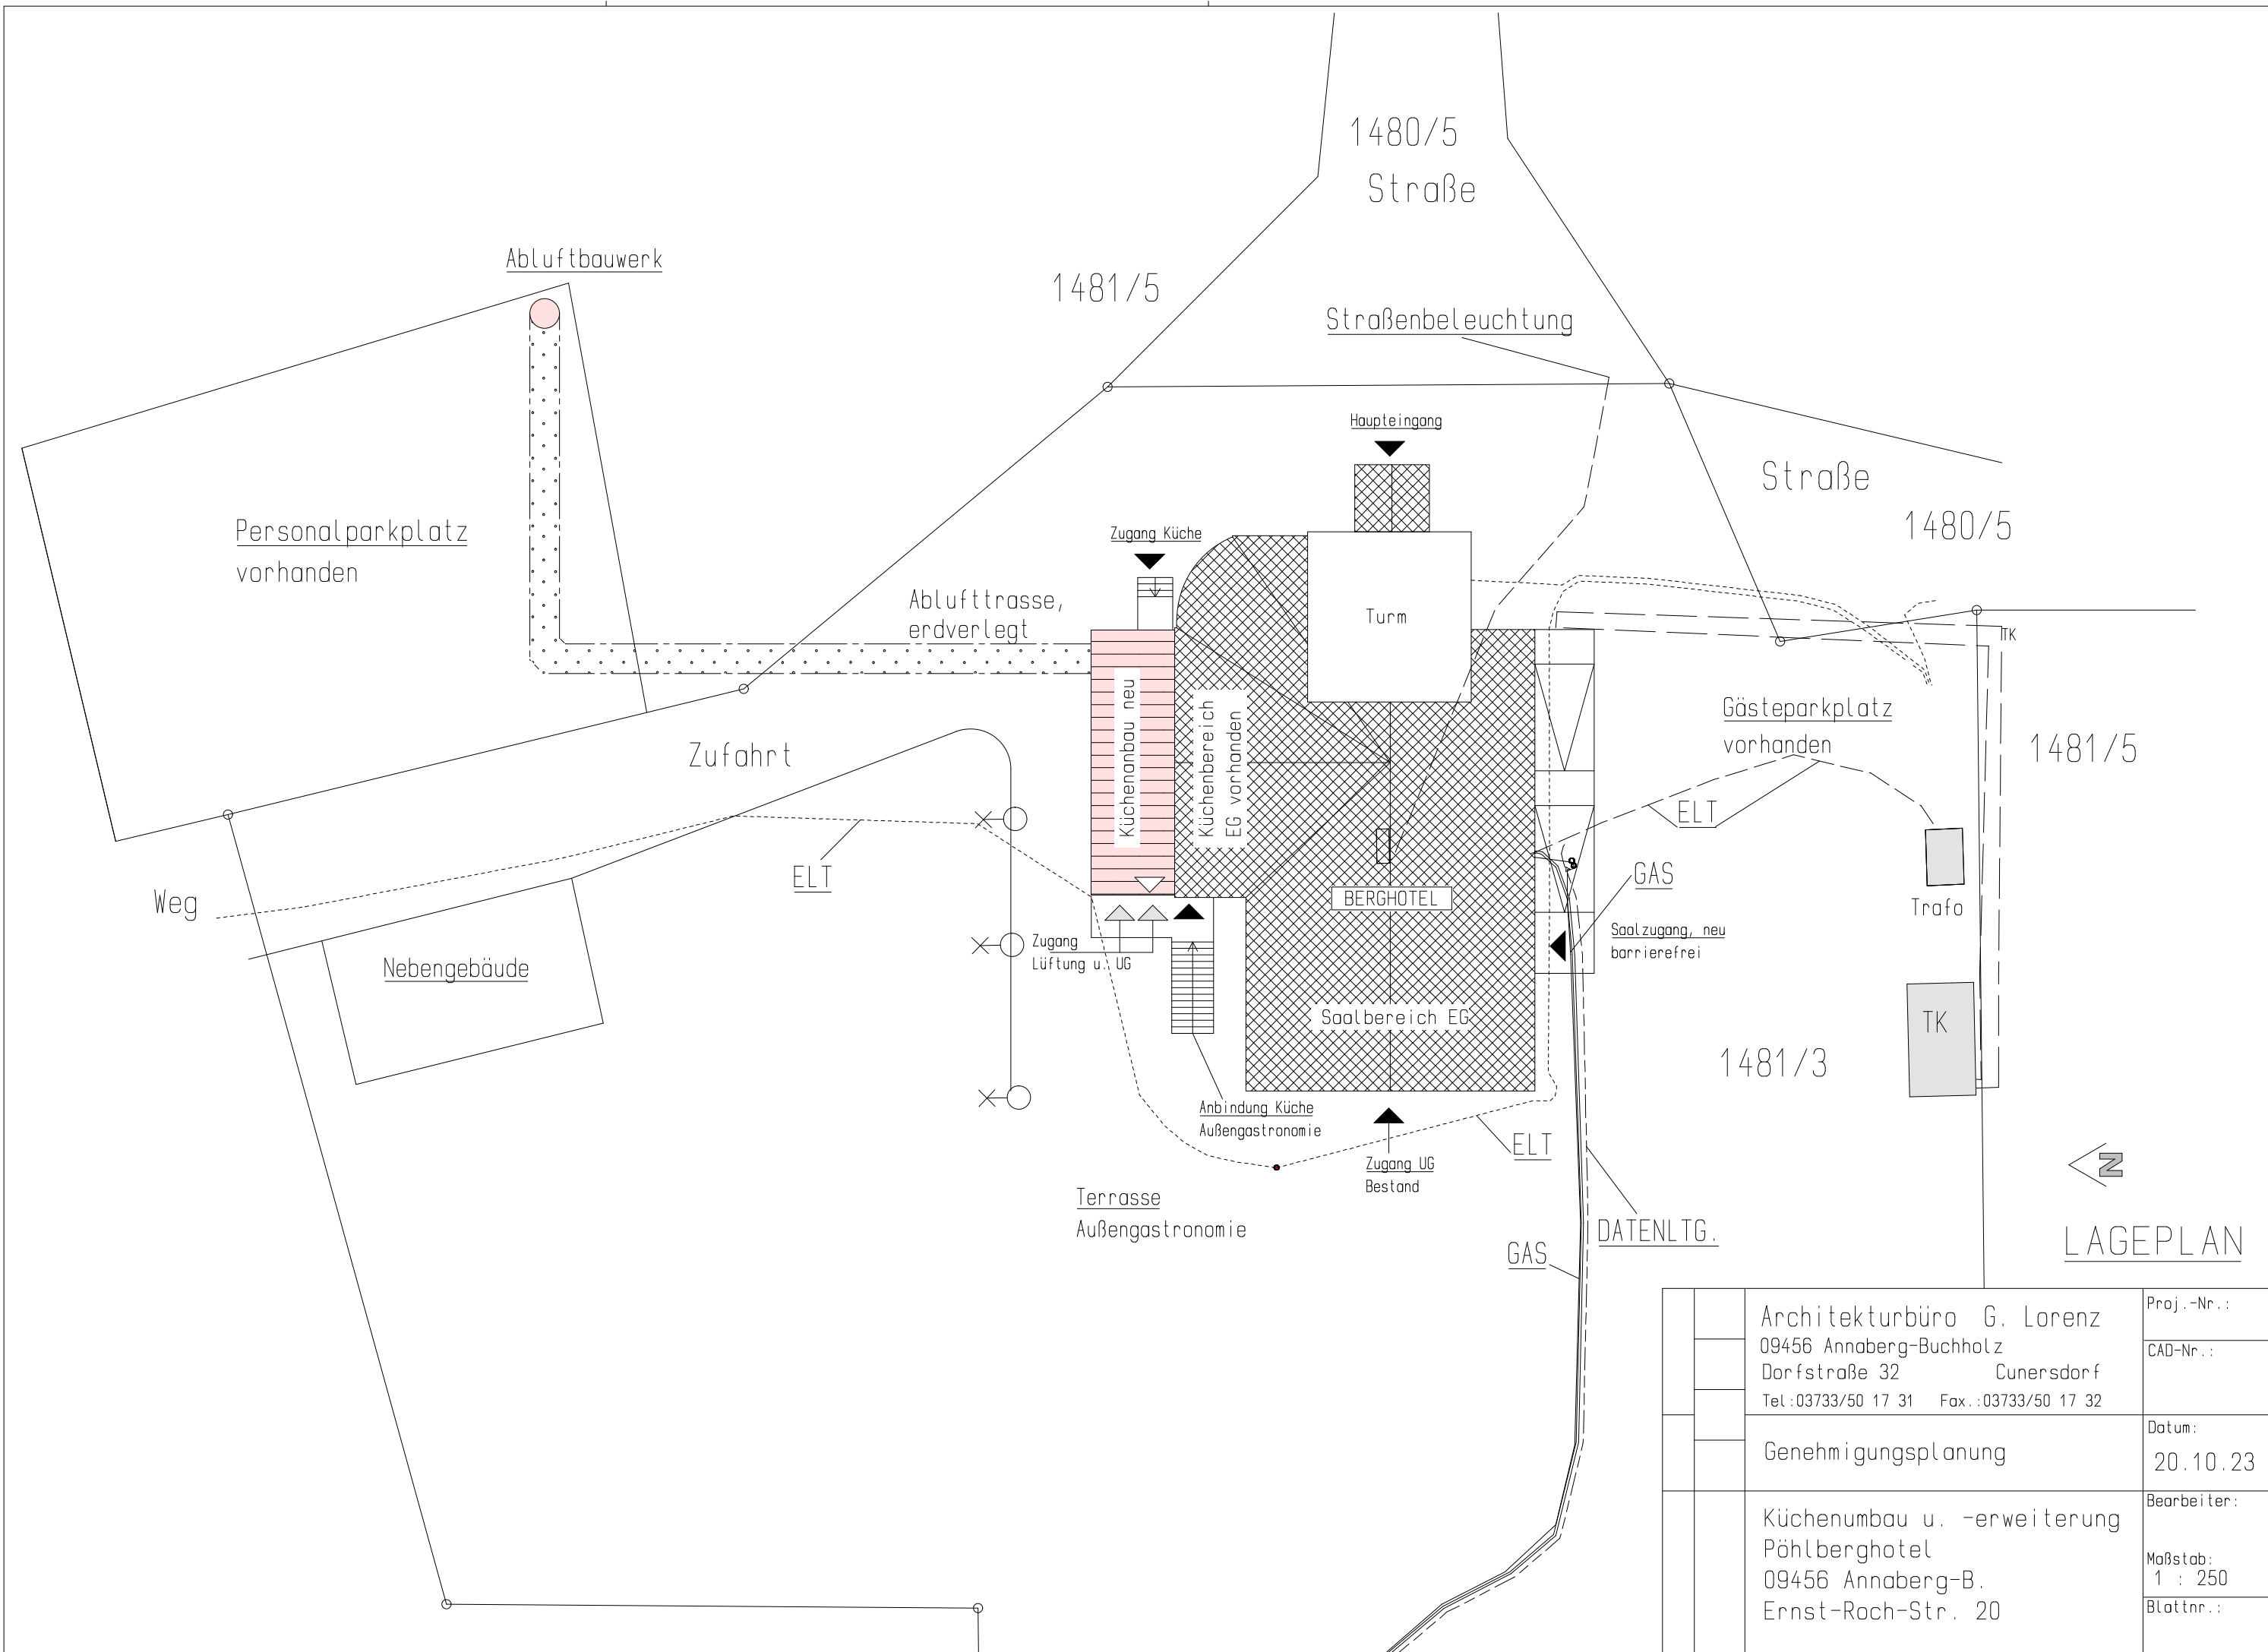 1480/5
Straße
Abluftbauwerk
1481/5
Straßenbeleuchtung
Haupteingang
Straße
1480/5
Personalparkplatz
vorhanden
Zugang Küche
Ablufttrasse,
erdverlegt
Turm
TK
Küchenanbau neu
Küchenbereich
EG vorhanden
Gästeparkplatz
vorhanden
1481/5
Zufahrt
ELT
ELT
GAS
Weg
BERGHOTEL
Trafo
Saalzugang, neu
barrierefrei
Zugang
Lüftung u. UG
Nebengebäude
Saalbereich EG
TK
1481/3
Anbindung Küche
Außengastronomie
ELT
Zugang UG
Bestand
N
Terrasse
Außengastronomie
DATENLTG.
GAS
LAGEPLAN
Architekturbüro G. Lorenz
09456 Annaberg-Buchholz
Dorfstraße 32 Cunersdorf
Tel:03733/50 17 31 Fax.:03733/50 17 32
Proj.-Nr.:
CAD-Nr.:
Genehmigungsplanung
Datum:
20.10.23
Küchenumbau u. -erweiterung
Pöhlberghotel
09456 Annaberg-B.
Ernst-Roch-Str. 20
Bearbeiter:
Maßstab:
1 : 250
Blattnr.: